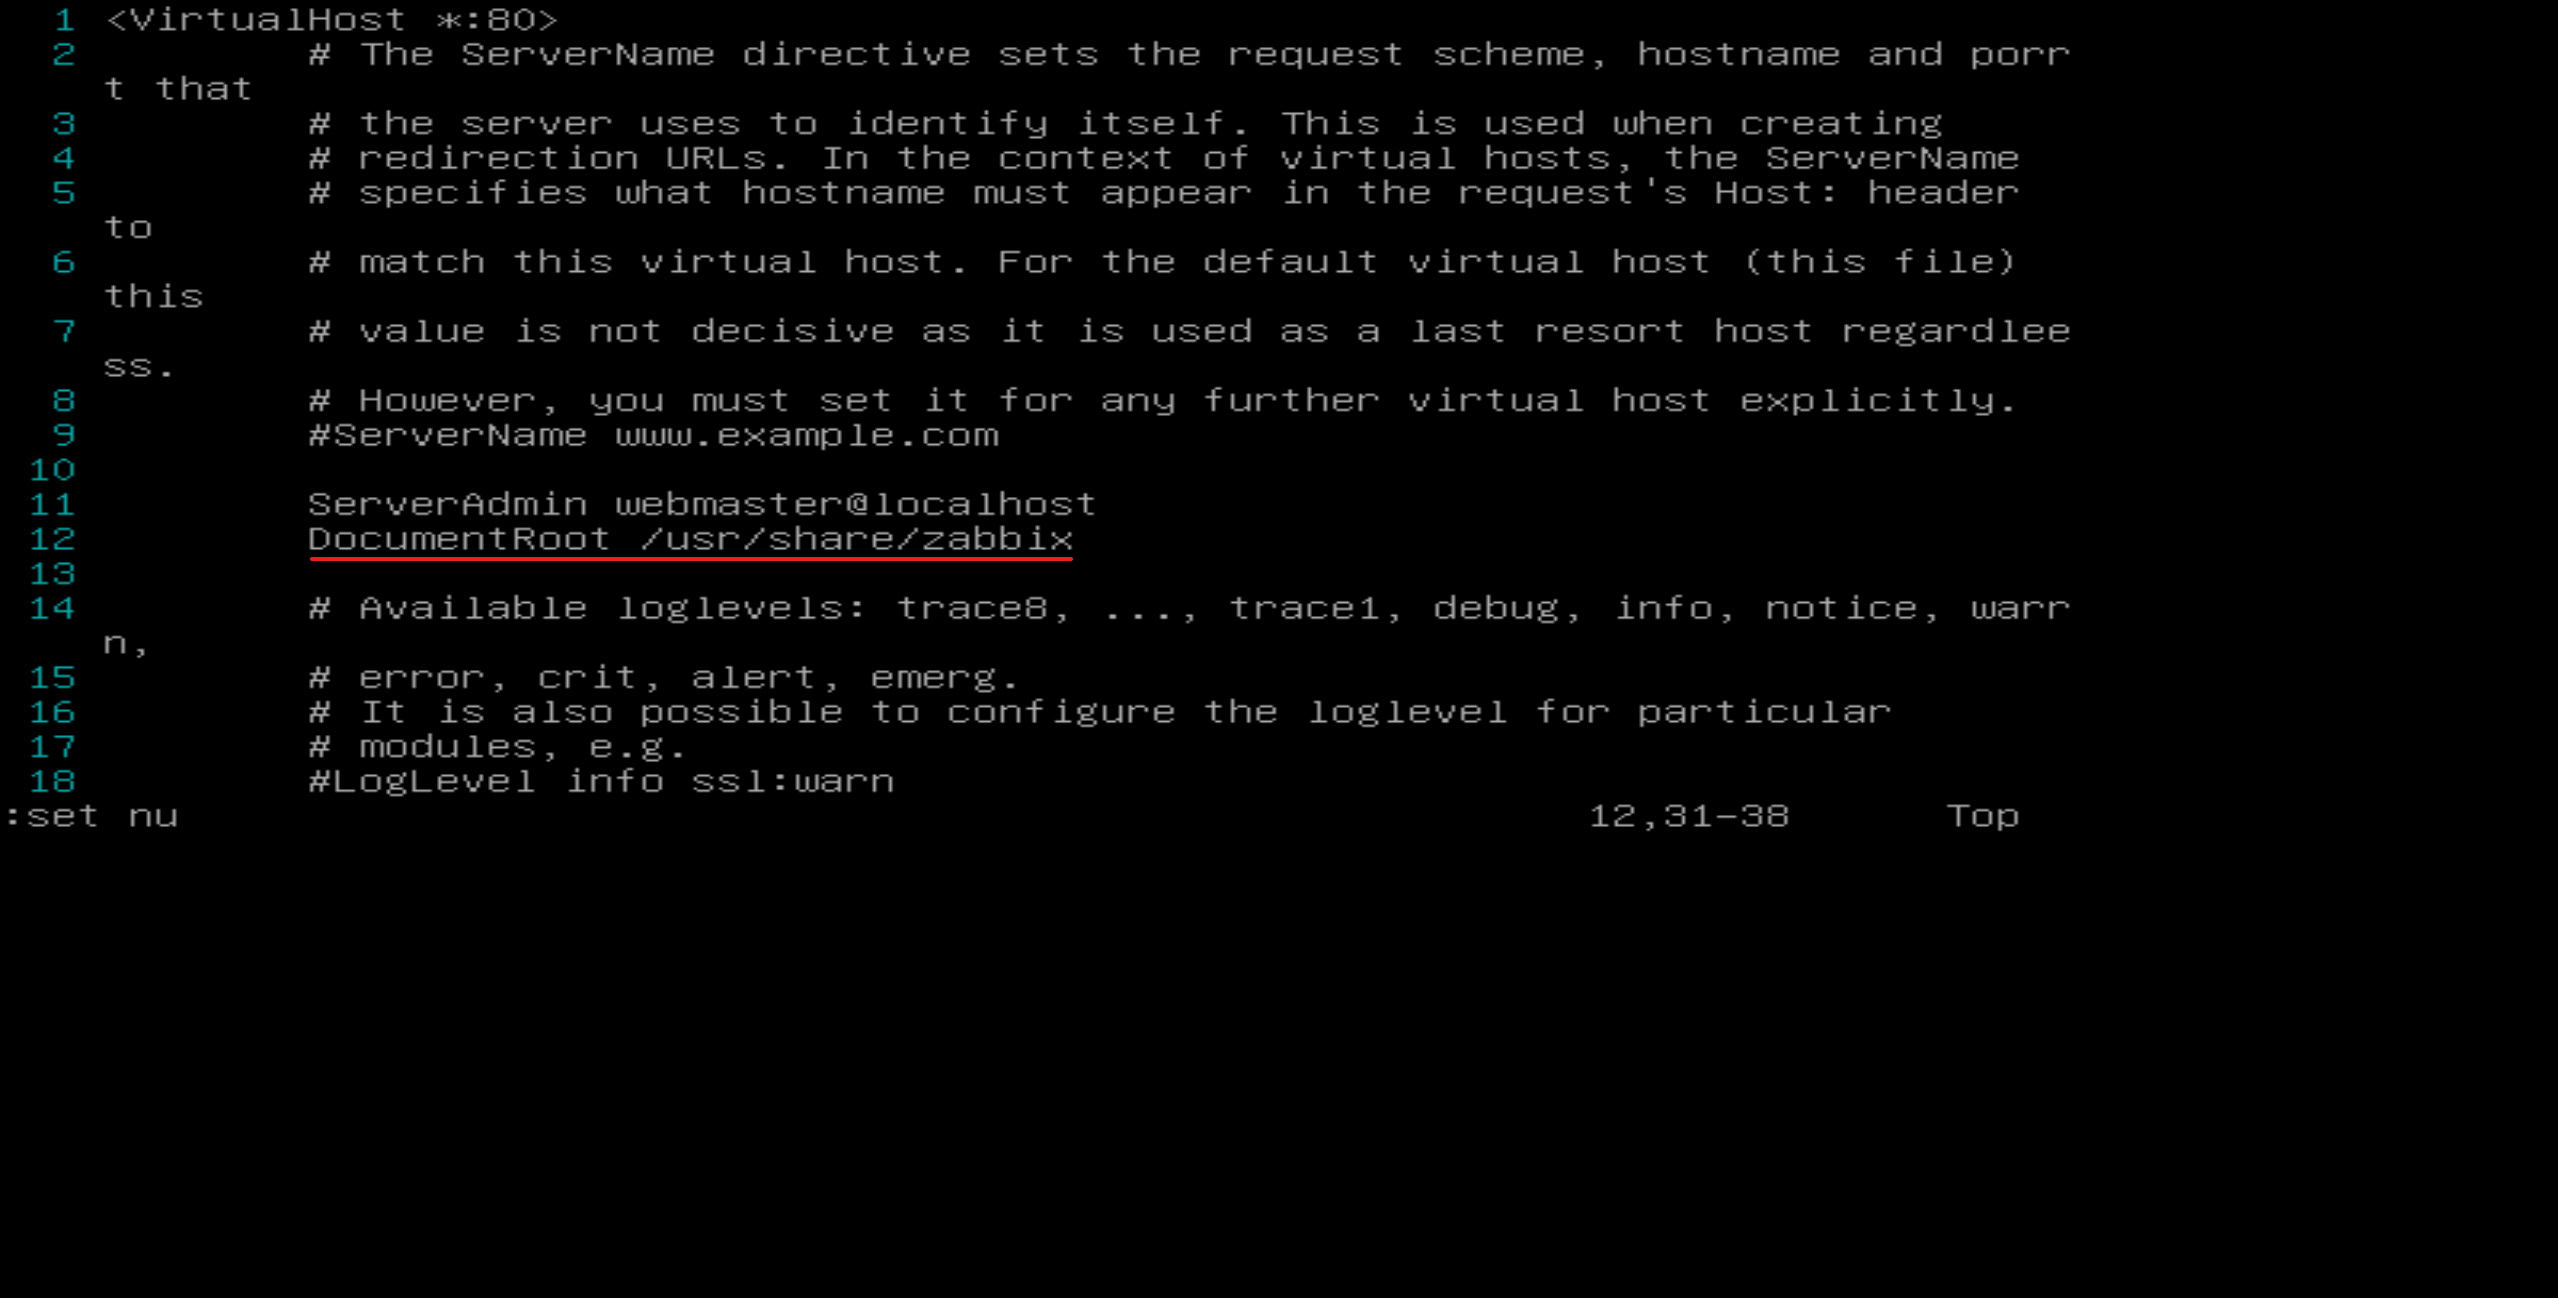 1 <VirtualHost *:80>
2 # The ServerName directive sets the request scheme, hostname and porr
t that
3 # the server uses to identify itself. This is used when creating
4 # redirection URLs. In the context of virtual hosts, the ServerName
5 # specifies what hostname must appear in the request's Host: header
to
6 # match this virtual host. For the default virtual host (this file)
this
7 # value is not decisive as it is used as a last resort host regardlee
ss.
8 # However, you must set it for any further virtual host explicitly.
9 #ServerName www.example.com
10
11 ServerAdmin webmaster@localhost
12 DocumentRoot /usr/share/zabbix
13
14 # Available loglevels: trace8, ..., trace1, debug, info, notice, warr
n,
15 # error, crit, alert, emerg.
16 # It is also possible to configure the loglevel for particular
17 # modules, e.g.
18 #LogLevel info ssl:warn
:set nu 12,31-38 Top